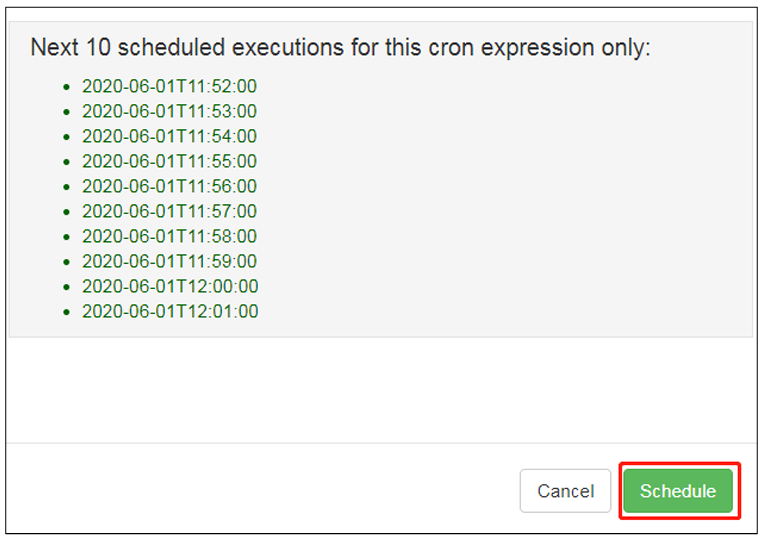 Next 10 scheduled executions for this cron expression only:
2020-06-01T11:52:00
2020-06-01T11:53:00
2020-06-01T11:54:00
2020-06-01T11:55:00
2020-06-01T11:56:00
2020-06-01T11:57:00
2020-06-01T11:58:00
2020-06-01T11:59:00
2020-06-01T12:00:00
2020-06-01T12:01:00
Cancel Schedule